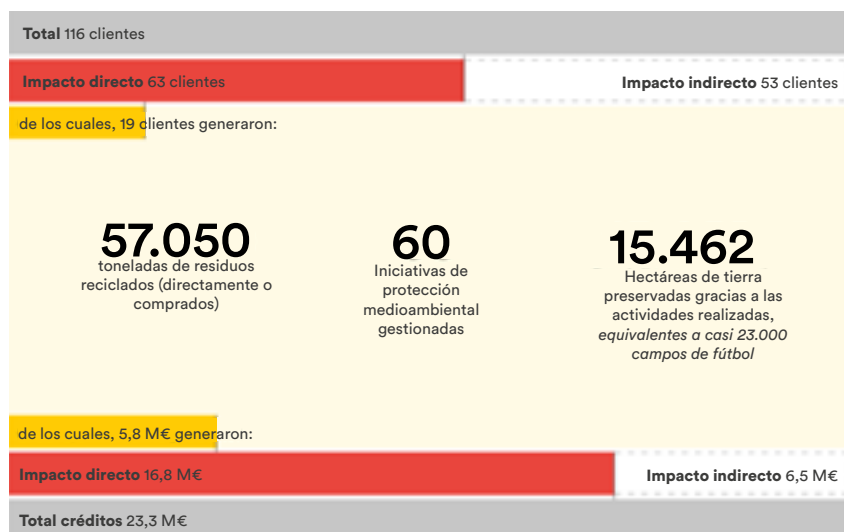 Total 116 clientes
Impacto directo 63 clientes
Impacto indirecto 53 clientes
de los cuales, 19 clientes generaron:
57.050
toneladas de residuos
reciclados (directamente o
comprados)
60
Iniciativas de
protección
medioambiental
gestionadas
15.462
Hectáreas de tierra
preservadas gracias a las
actividades realizadas,
equivalentes a casi 23.000
campos de fútbol
de los cuales, 5,8 M€ generaron:
Impacto directo 16,8 M€
Impacto indirecto 6,5 M€
Total créditos 23,3 M€